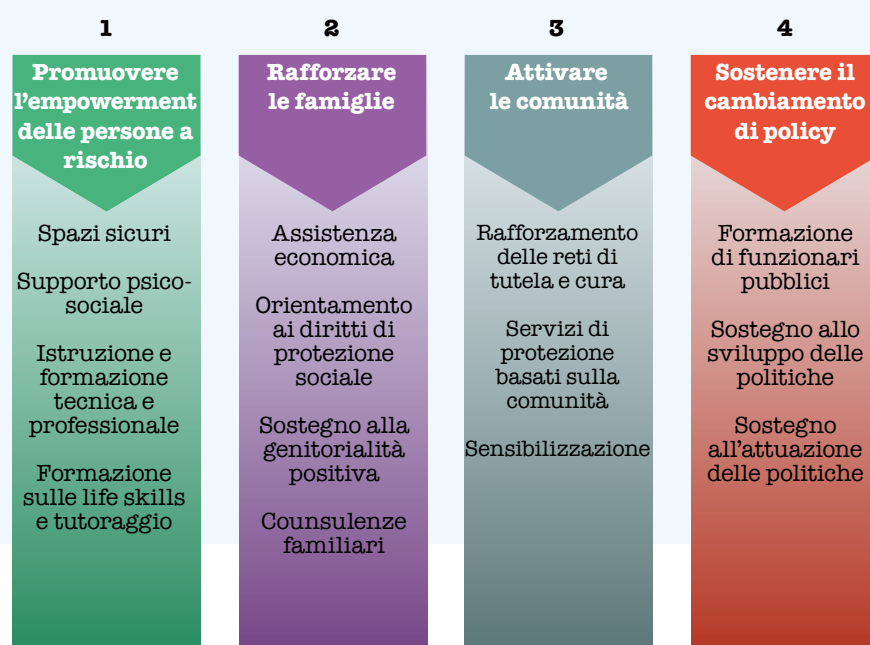 1
Promuovere
l'empowerment
delle persone a
rischio
Spazi sicuri
Supporto psico-
sociale
Istruzione e
formazione
tecnica e
professionale
Formazione
sulle life skills
e tutoraggio
2
Rafforzare
le famiglie
Assistenza
economica
Orientamento
ai diritti di
protezione
sociale
Sostegno alla
genitorialità
positiva
Counsulenze
familiari
3
Attivare
le comunità
Rafforzamento
delle reti di
tutela e cura
Servizi di
protezione
basati sulla
comunità
Sensibilizzazione
4
Sostenere il
cambiamento
di policy
Formazione
di funzionari
pubblici
Sostegno allo
sviluppo delle
politiche
Sostegno
all'attuazione
delle politiche